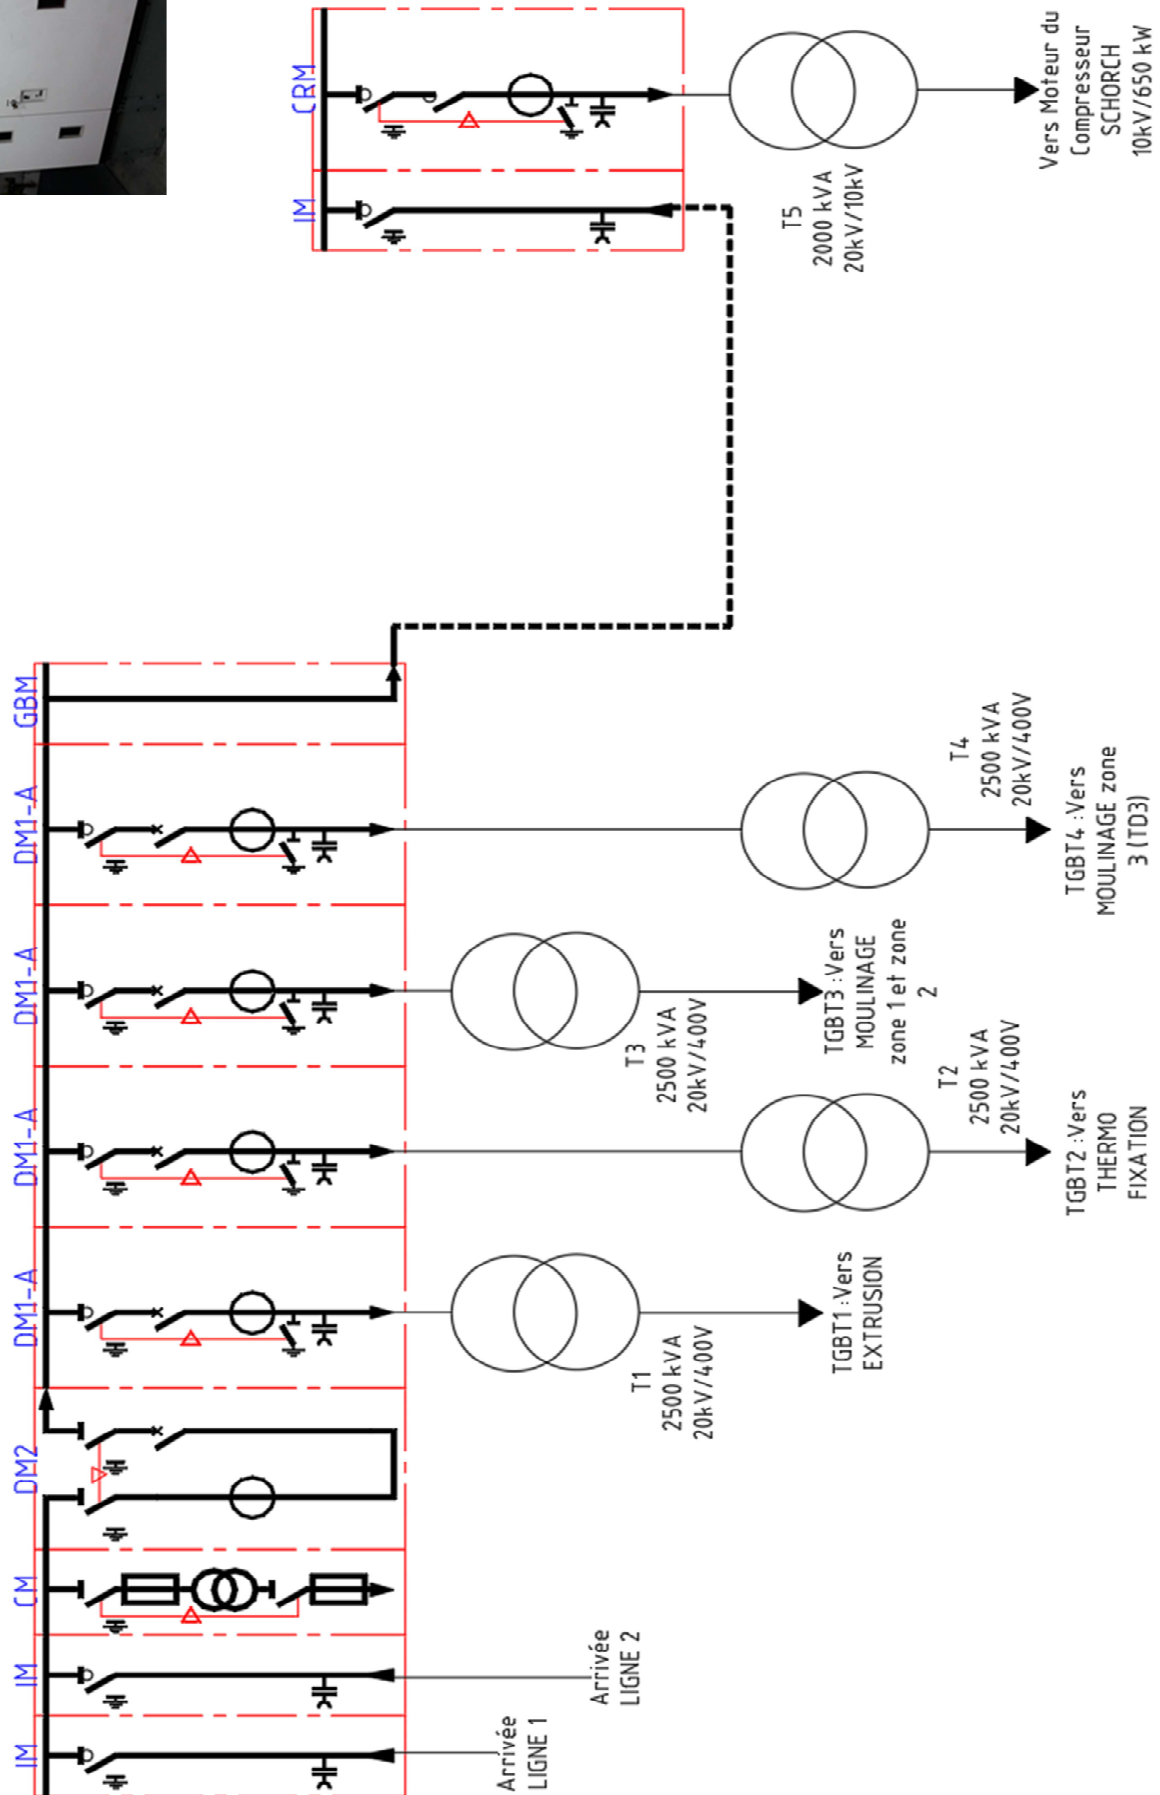 IM
IM
CM
DM2
DM1-A
DM1-A
DM1-A
DM1-A
GBM
IM
CRM
Arrivée
LIGNE 1
Arrivée
LIGNE 2
T1
2500 kVA
20kV/400V
TGBT1 :Vers
EXTRUSION
T2
2500 kVA
20kV/400V
TGBT2 :Vers
THERMO
FIXATION
T3
2500 kVA
20kV/400V
TGBT3 :Vers
MOULINAGE
zone 1 et zone
2
T4
2500 kVA
20kV/400V
TGBT4 :Vers
MOULINAGE zone
3 (TD3)
T5
2000 kVA
20kV/10kV
Vers Moteur du
Compresseur
SCHORCH
10kV/650 kW